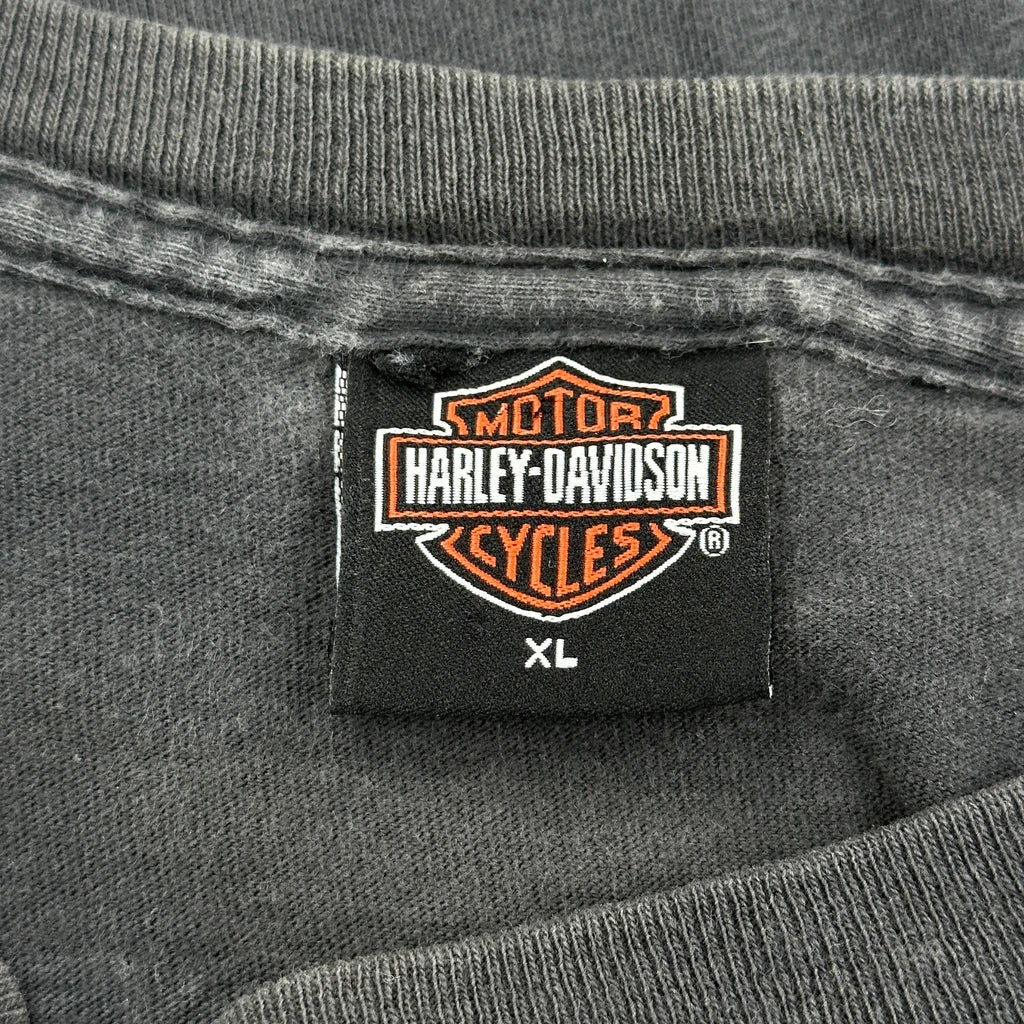 MOTOR
HARLEY-DAVIDSON
CYCLES
®
XL